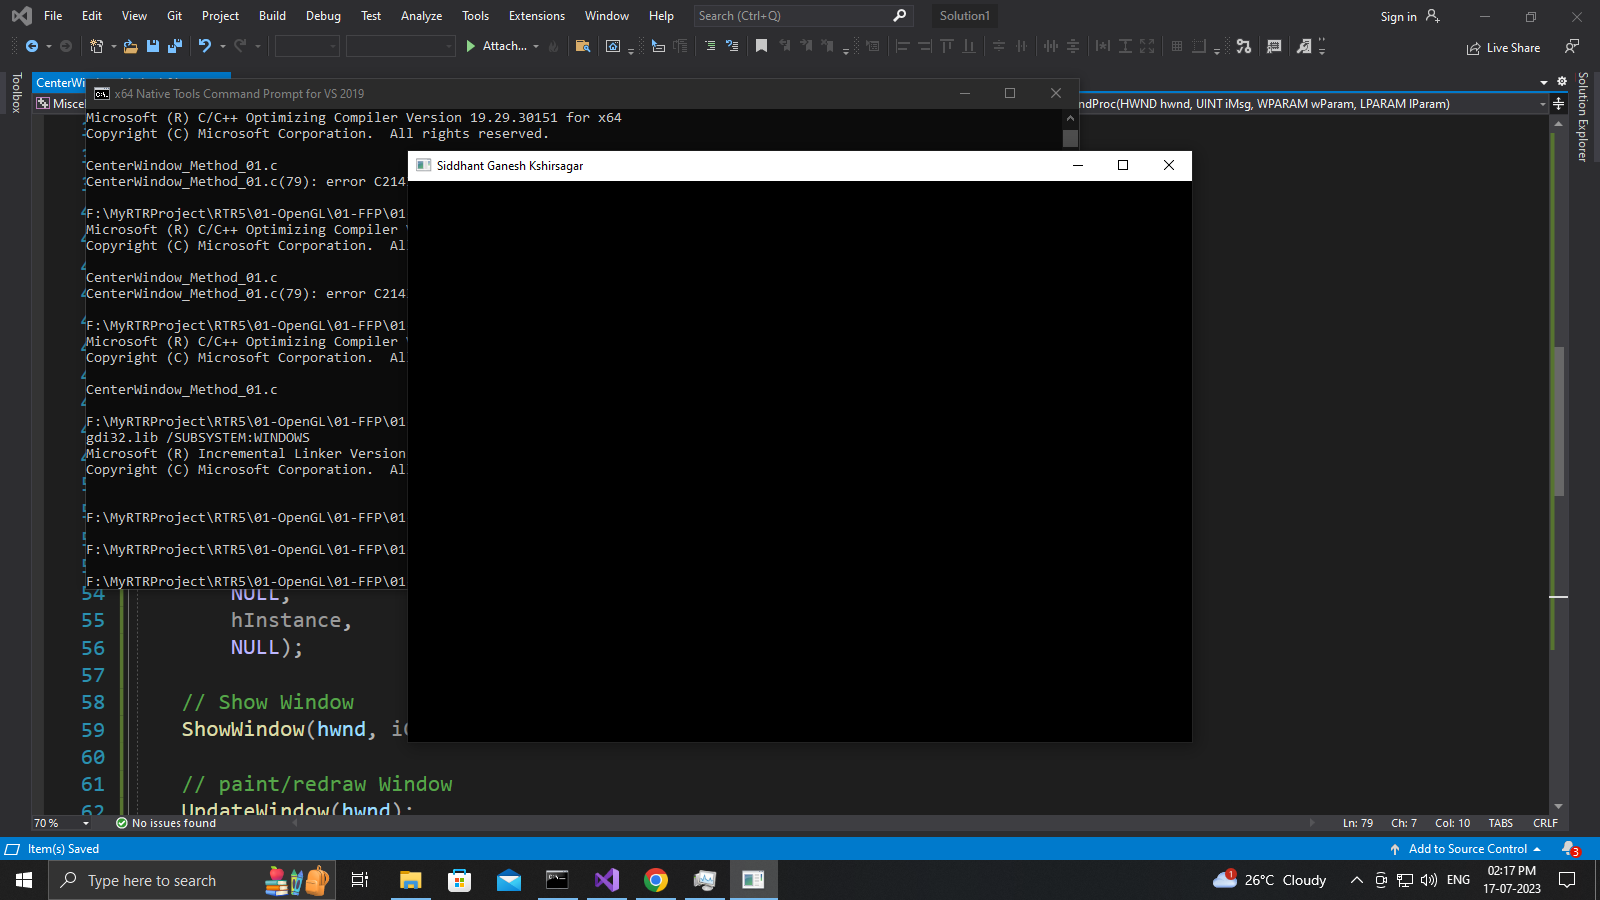 File Edit View Git Project Build Debug Test Analyze Tools Extensions Window Help Search (Ctrl+Q) Solution1 Sign in
Attach... Live Share
Toolbox
CenterWi
x64 Native Tools Command Prompt for VS 2019
Miscel
ndProc(HWND hwnd, UINT iMsg, WPARAM wParam, LPARAM lParam)
Solution Explorer
Microsoft (R) C/C++ Optimizing Compiler Version 19.29.30151 for x64
Copyright (C) Microsoft Corporation.  All rights reserved.
Siddhant Ganesh Kshirsagar
CenterWindow_Method_01.c
CenterWindow_Method_01.c(79): error C214
F:\MyRTRProject\RTR5\01-OpenGL\01-FFP\01
Microsoft (R) C/C++ Optimizing Compiler
Copyright (C) Microsoft Corporation.  Al
CenterWindow_Method_01.c
CenterWindow_Method_01.c(79): error C214
F:\MyRTRProject\RTR5\01-OpenGL\01-FFP\01
Microsoft (R) C/C++ Optimizing Compiler
Copyright (C) Microsoft Corporation.  Al
CenterWindow_Method_01.c
F:\MyRTRProject\RTR5\01-OpenGL\01-FFP\01
gdi32.lib /SUBSYSTEM:WINDOWS
Microsoft (R) Incremental Linker Version
Copyright (C) Microsoft Corporation.  Al
F:\MyRTRProject\RTR5\01-OpenGL\01-FFP\01
F:\MyRTRProject\RTR5\01-OpenGL\01-FFP\01
F:\MyRTRProject\RTR5\01-OpenGL\01-FFP\01
54 NULL,
55 hInstance,
56 NULL);
57
58 // Show Window
59 ShowWindow(hwnd, i
60
61 // paint/redraw Window
62 UpdateWindow(hwnd);
70 % No issues found Ln: 79 Ch: 7 Col: 10 TABS CRLF
Item(s) Saved Add to Source Control 3
Type here to search 1 26°C Cloudy ENG 02:17 PM
17-07-2023